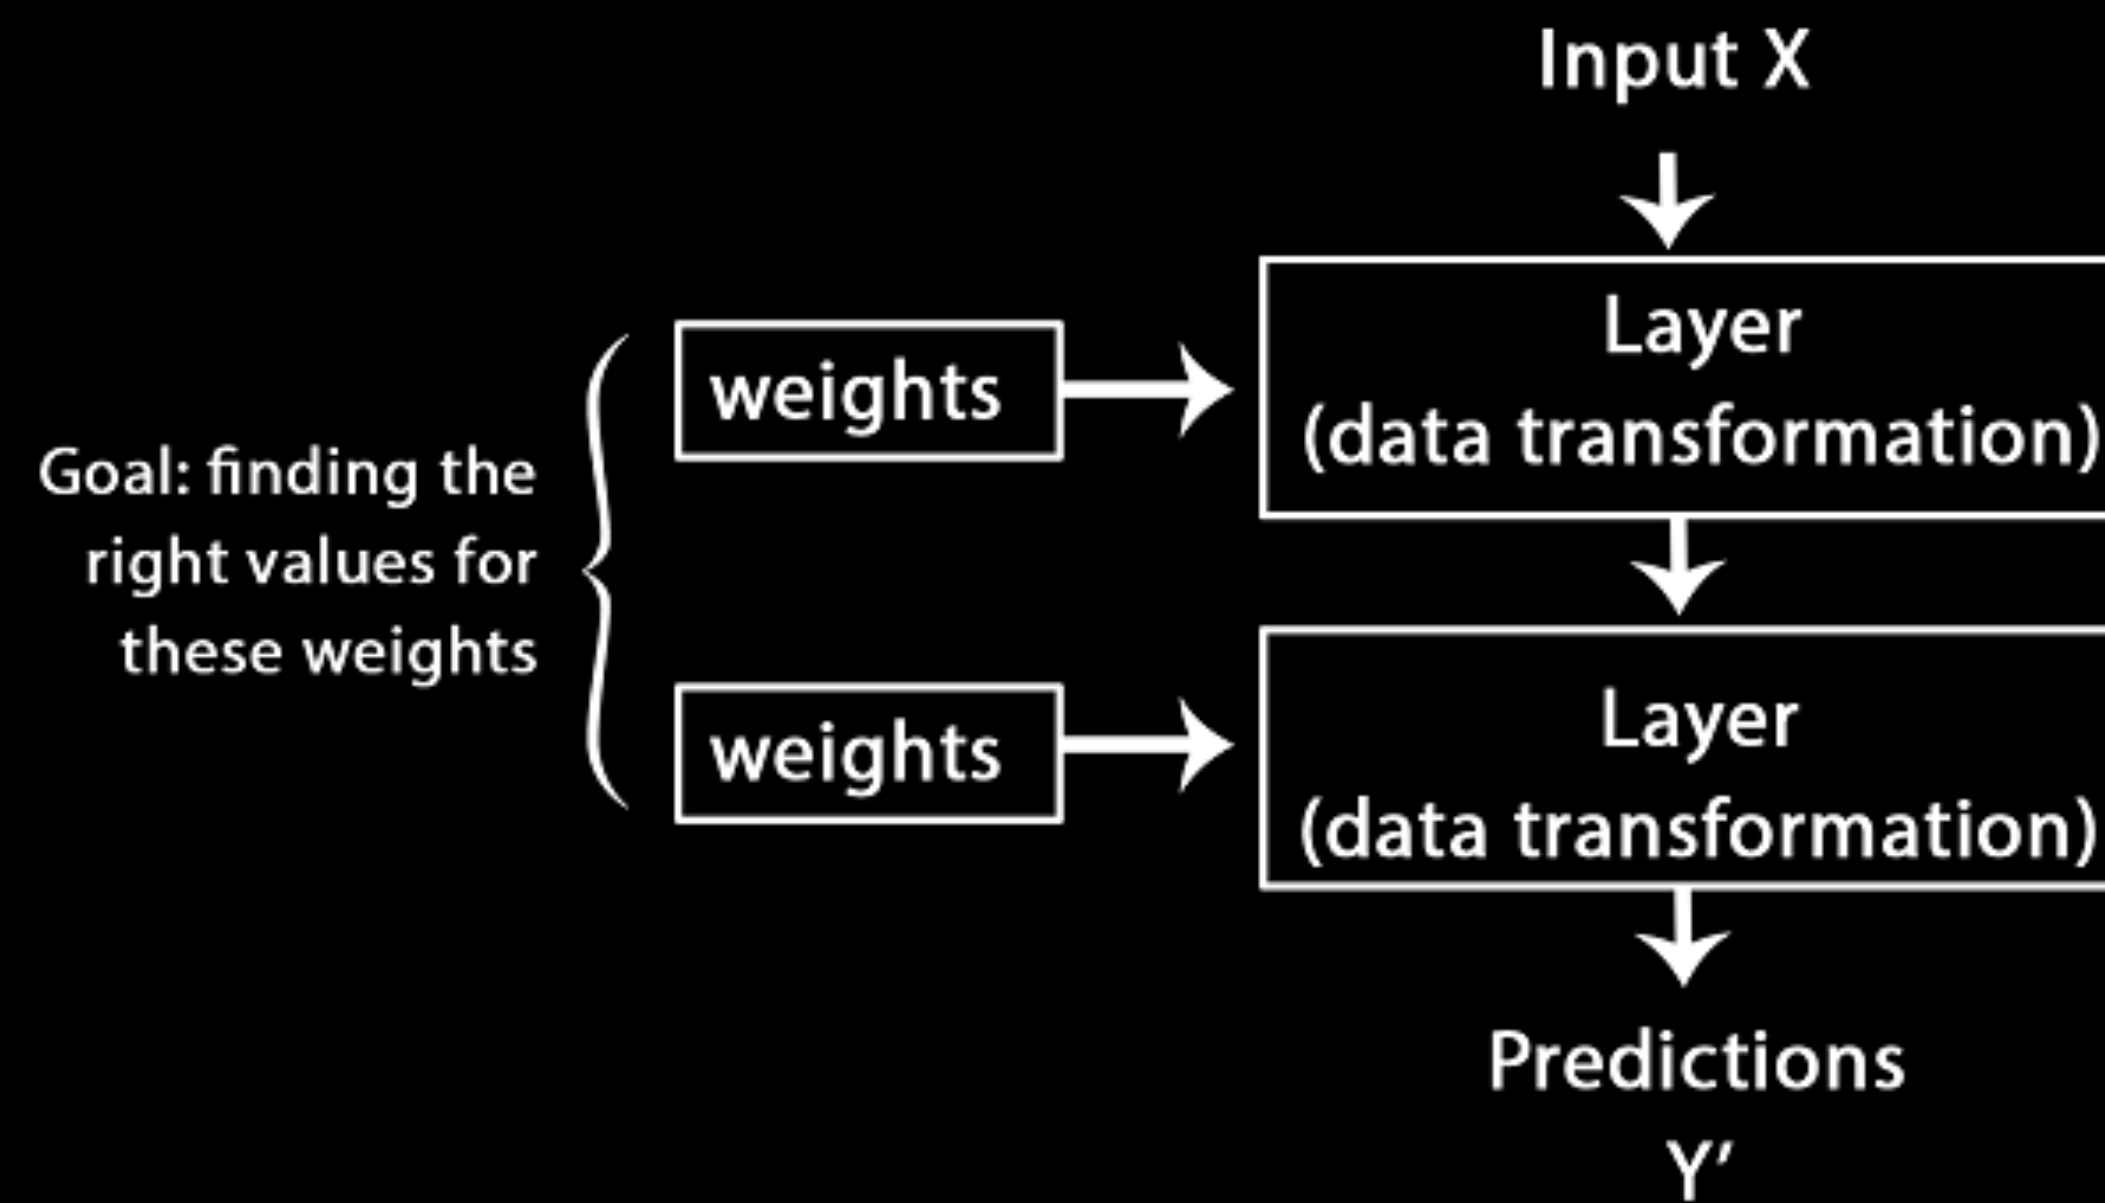 Input X
Layer
(data transformation)
weights
Goal: finding the
right values for
these weights
weights
Layer
(data transformation)
Predictions
Y’